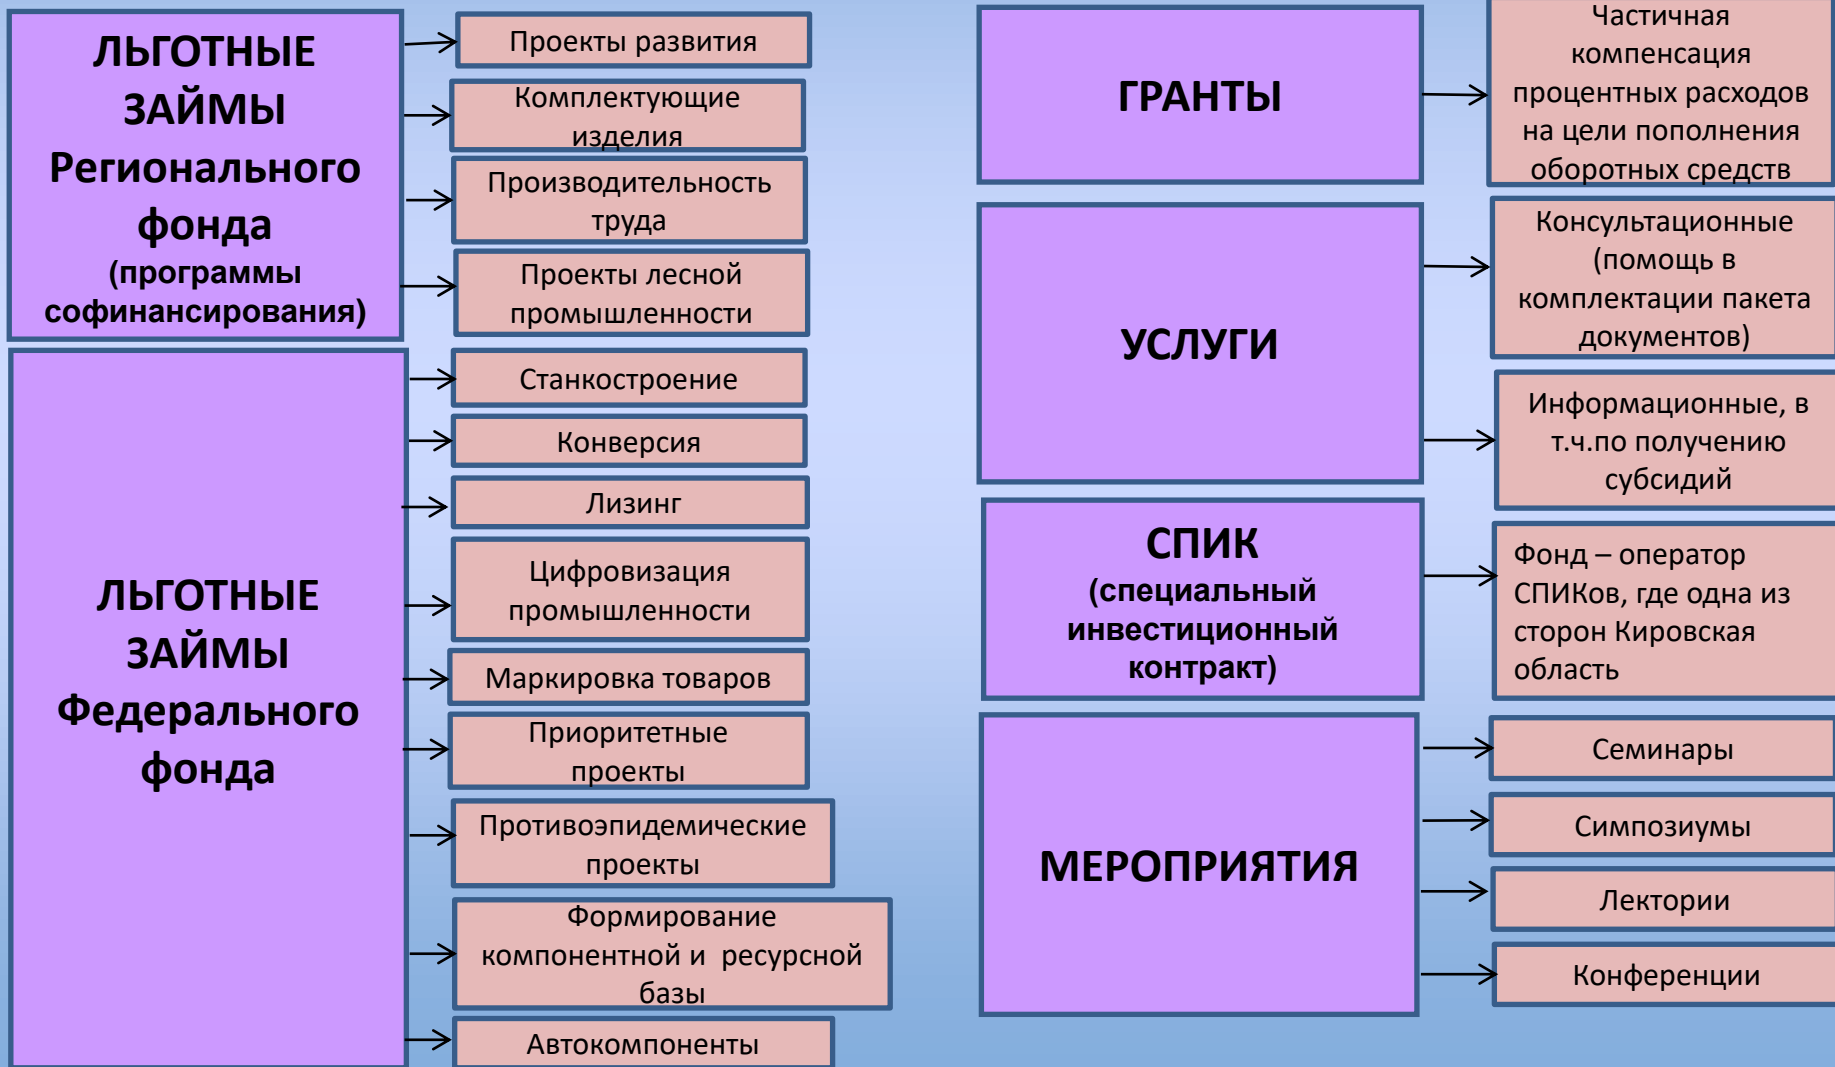 ЛЬГОТНЫЕ
ЗАЙМЫ
Регионального
фонда
(программы
софинансирования)
Проекты развития
Комплектующие
изделия
Производительность
труда
Проекты лесной
промышленности
ЛЬГОТНЫЕ
ЗАЙМЫ
Федерального
фонда
Станкостроение
Конверсия
Лизинг
Цифровизация
промышленности
Маркировка товаров
Приоритетные
проекты
Противоэпидемические
проекты
Формирование
компонентной и ресурсной
базы
Автокомпоненты
ГРАНТЫ
Частичная
компенсация
процентных расходов
на цели пополнения
оборотных средств
УСЛУГИ
Консультационные
(помощь в
комплектации пакета
документов)
Информационные, в
т.ч.по получению
субсидий
СПИК
(специальный
инвестиционный
контракт)
Фонд – оператор
СПИКов, где одна из
сторон Кировская
область
МЕРОПРИЯТИЯ
Семинары
Симпозиумы
Лектории
Конференции